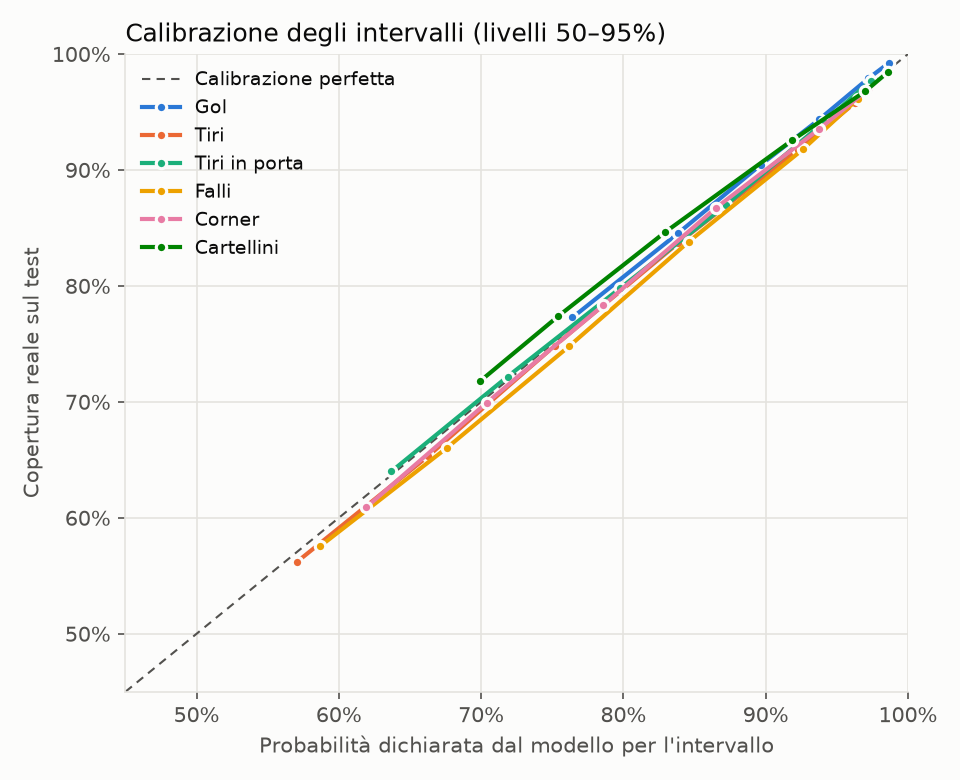 Calibrazione degli intervalli (livelli 50–95%)
100%
90%
80%
70%
60%
50%
Copertura reale sul test
Calibrazione perfetta
Gol
Tiri
Tiri in porta
Falli
Corner
Cartellini
50%
60%
70%
80%
90%
100%
Probabilità dichiarata dal modello per l'intervallo